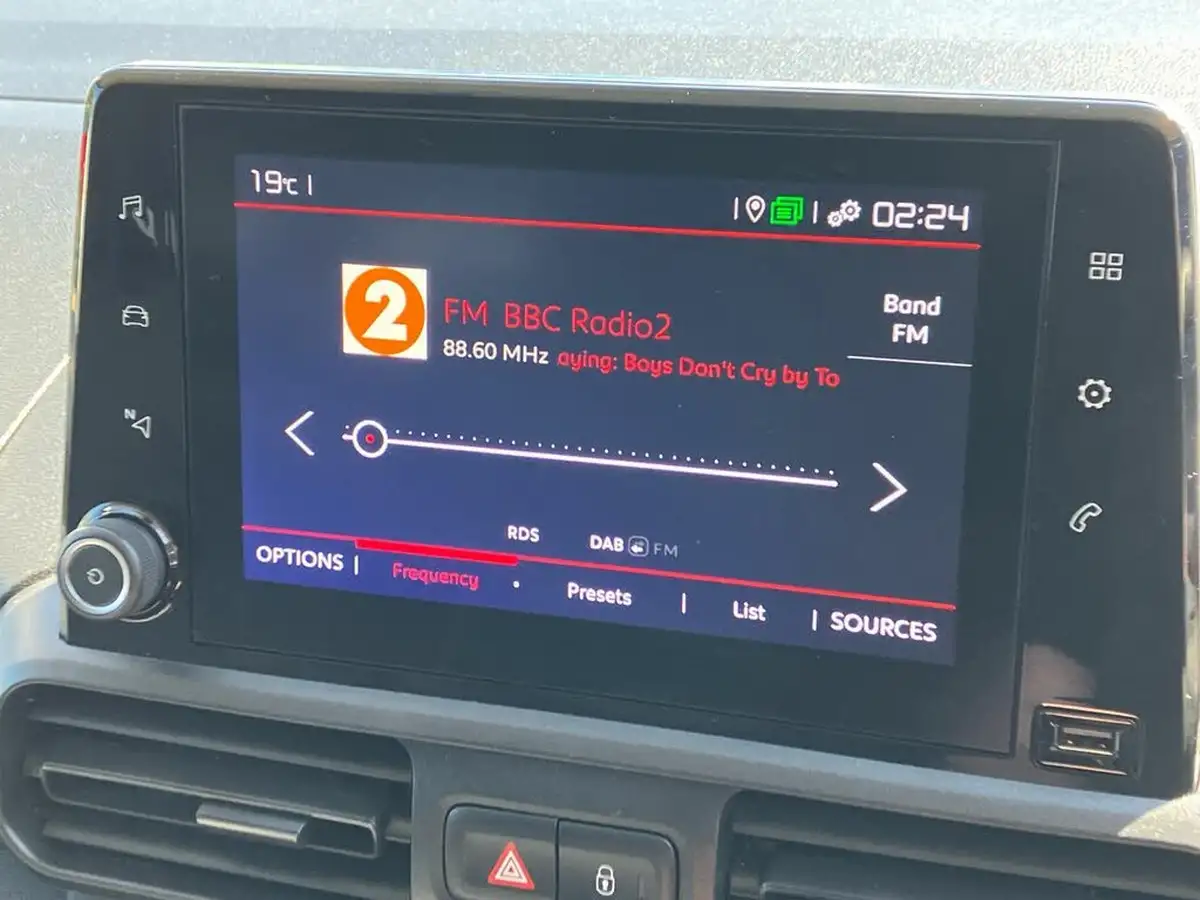 19°C
02:24
2
FM BBC Radio2
88.60 MHz aying: Boys Don't Cry by To
Band
FM
N
RDS
DAB FM
OPTIONS
Frequency
Presets
List
SOURCES